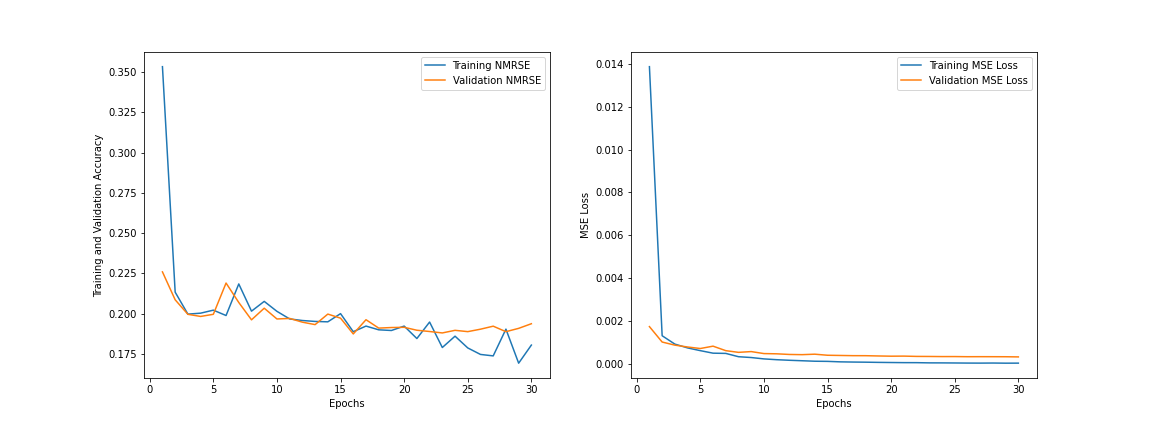 Training NMRSE
Validation NMRSE
Training and Validation Accuracy
0.350
0.325
0.300
0.275
0.250
0.225
0.200
0.175
0 5 10 15 20 25 30
Epochs
Training MSE Loss
Validation MSE Loss
MSE Loss
0.014
0.012
0.010
0.008
0.006
0.004
0.002
0.000
0 5 10 15 20 25 30
Epochs